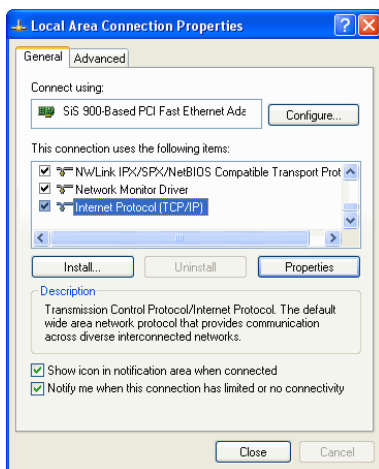 Local Area Connection Properties
General Advanced
Connect using:
SiS 900-Based PCI Fast Ethernet Ada
Configure...
This connection uses the following items:
NWLink IPX/SPX/NetBIOS Compatible Transport Prot
Network Monitor Driver
Internet Protocol (TCP/IP)
Install... Uninstall Properties
Description
Transmission Control Protocol/Internet Protocol. The default
wide area network protocol that provides communication
across diverse interconnected networks.
Show icon in notification area when connected
Notify me when this connection has limited or no connectivity
Close Cancel